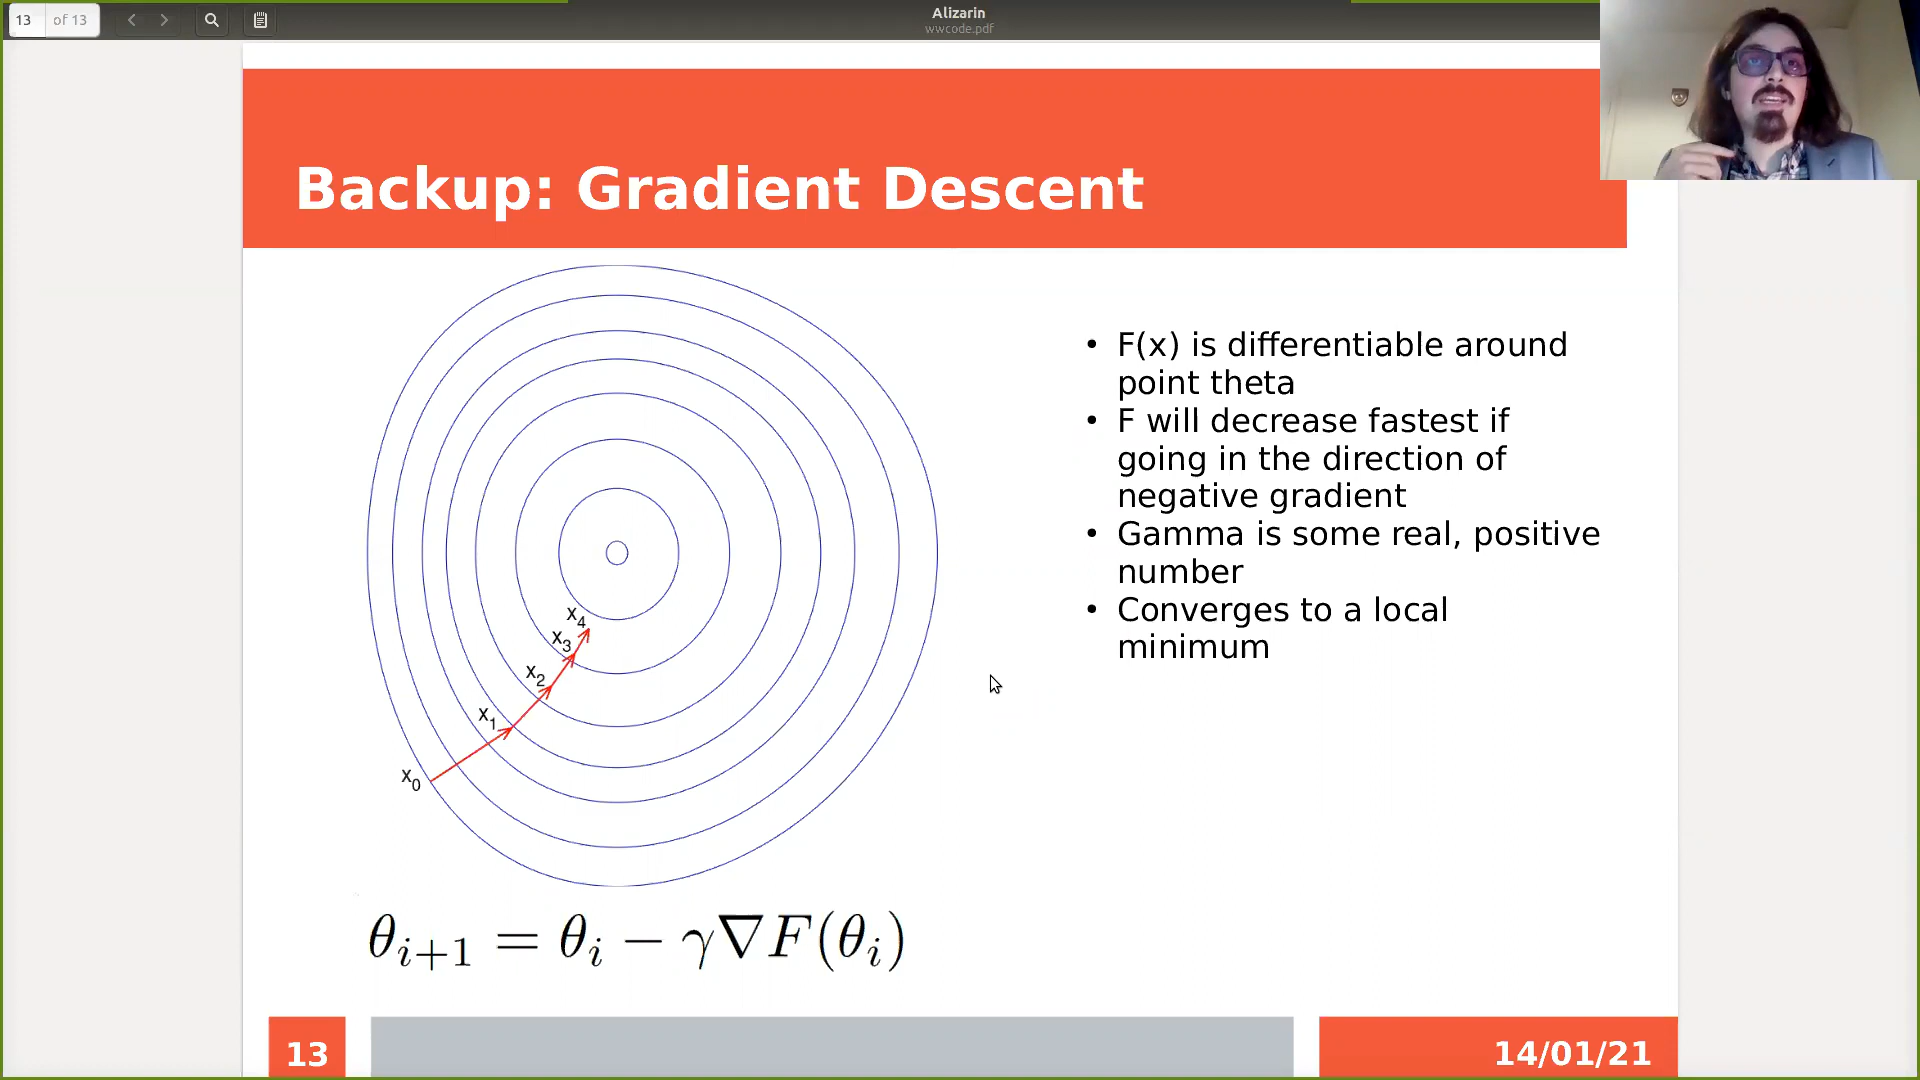 13 of 13
Alizarin
wwcode.pdf
Backup: Gradient Descent
• F(x) is differentiable around
point theta
• F will decrease fastest if
going in the direction of
negative gradient
• Gamma is some real, positive
number
• Converges to a local
minimum
x₄
x₃
x₂
x₁
x₀
θᵢ₊₁ = θᵢ − γ∇F(θᵢ)
13
14/01/21